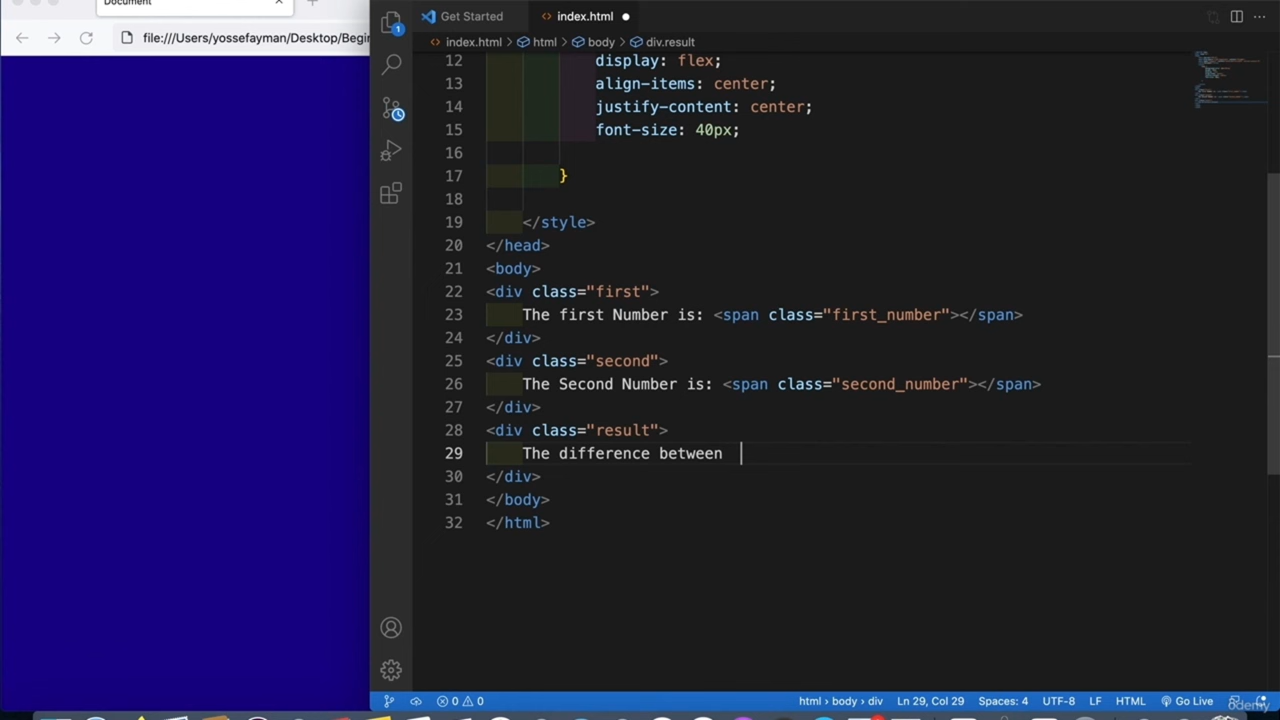 Document
file:///Users/yossefayman/Desktop/Begin
1
Get Started
index.html
index.html > html > body > div.result
12 display: flex;
13 align-items: center;
14 justify-content: center;
15 font-size: 40px;
16
17 }
18
19 </style>
20 </head>
21 <body>
22 <div class="first">
23 The first Number is: <span class="first_number"></span>
24 </div>
25 <div class="second">
26 The Second Number is: <span class="second_number"></span>
27 </div>
28 <div class="result">
29 The difference between
30 </div>
31 </body>
32 </html>
0 0 html > body > div Ln 29, Col 29 Spaces: 4 UTF-8 LF HTML Go Live
ûdemy